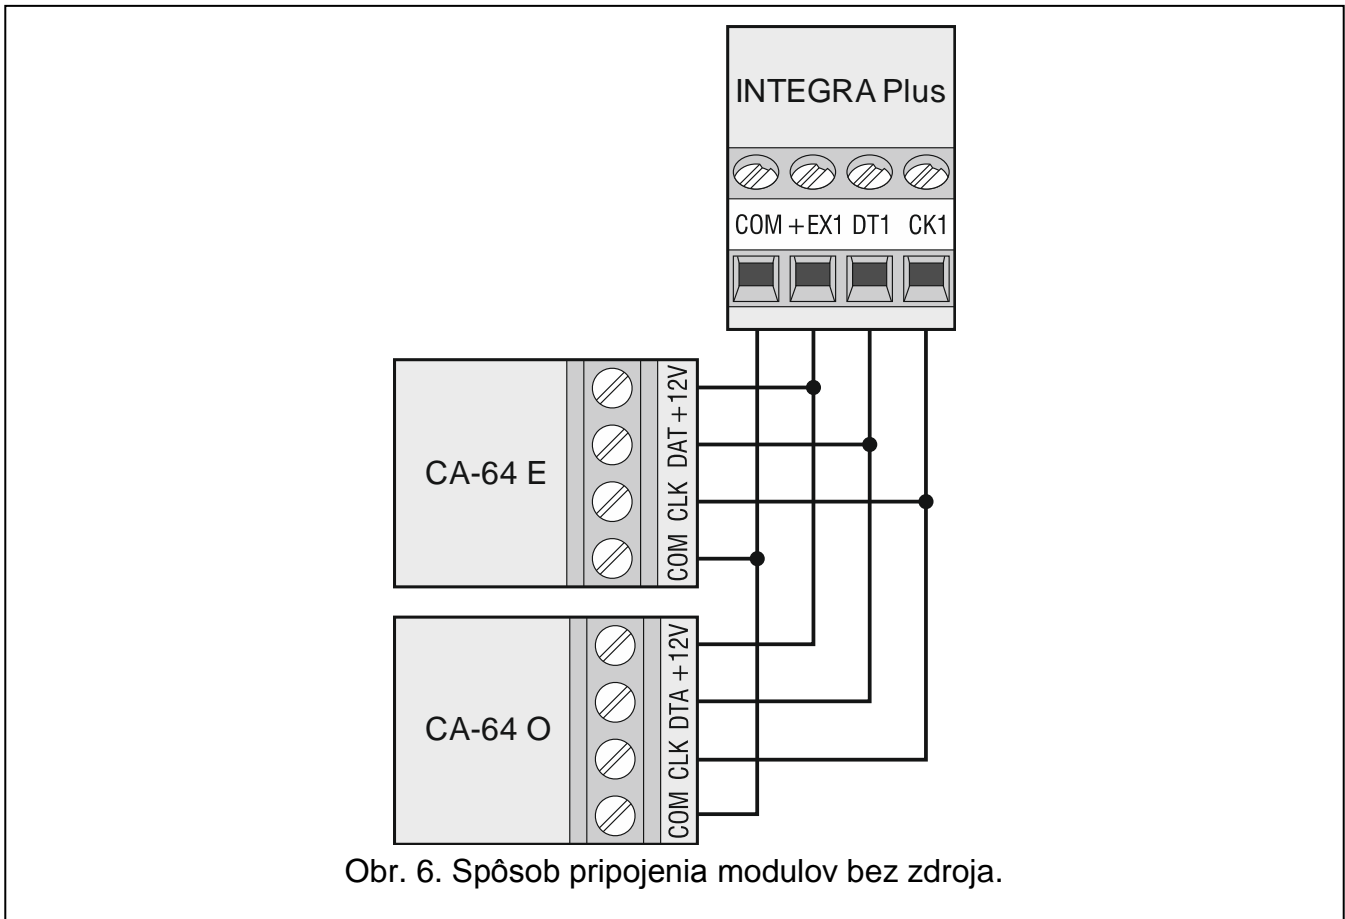 INTEGRA Plus
COM +EX1 DT1 CK1
CA-64 E
COM CLK DAT +12V
CA-64 O
COM CLK DTA +12V
Obr. 6. Spôsob pripojenia modulov bez zdroja.